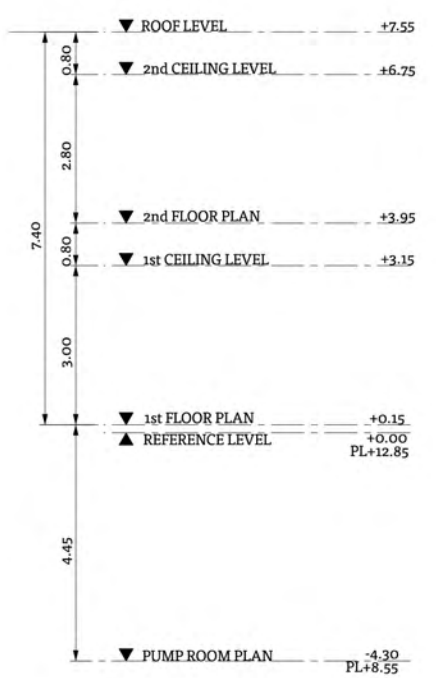 ROOF LEVEL +7.55
0.80
2nd CEILING LEVEL +6.75
2.80
2nd FLOOR PLAN +3.95
7.40
0.80
1st CEILING LEVEL +3.15
3.00
1st FLOOR PLAN +0.15
REFERENCE LEVEL +0.00
PL+12.85
4.45
PUMP ROOM PLAN -4.30
PL+8.55